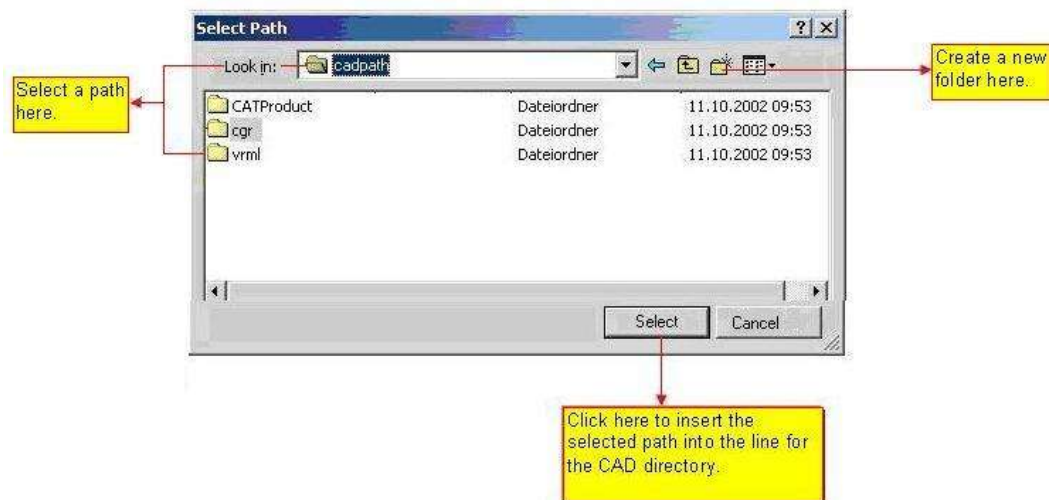 Select Path
Look in: cadpath
Select a path
here.
Create a new
folder here.
CATProduct Dateiordner 11.10.2002 09:53
cgr Dateiordner 11.10.2002 09:53
vrml Dateiordner 11.10.2002 09:53
Select Cancel
Click here to insert the
selected path into the line for
the CAD directory.